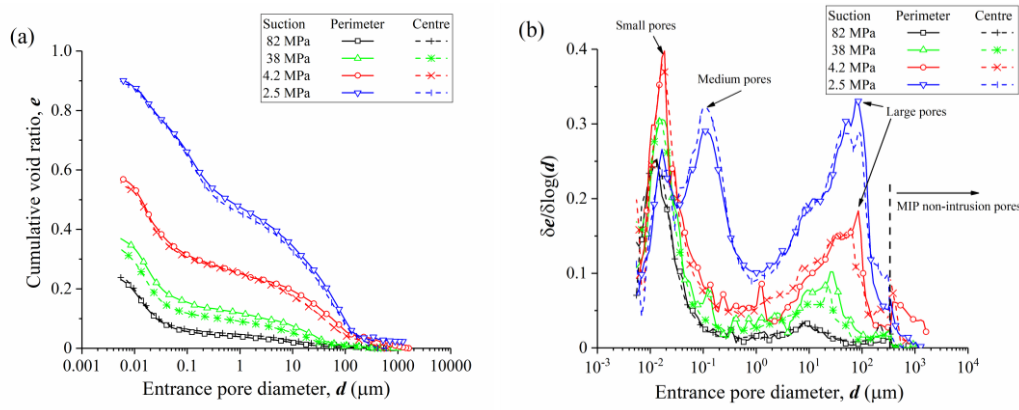 (a)
Suction Perimeter Centre
82 MPa
38 MPa
4.2 MPa
2.5 MPa
Cumulative void ratio, e
1.0
0.8
0.6
0.4
0.2
0
0.001 0.01 0.1 1 10 100 1000 10000
Entrance pore diameter, d (μm)
(b)
Suction Perimeter Centre
82 MPa
38 MPa
4.2 MPa
2.5 MPa
Small pores
Medium pores
Large pores
MIP non-intrusion pores
δe/δlog(d)
0.4
0.3
0.2
0.1
0
10⁻³ 10⁻² 10⁻¹ 10⁰ 10¹ 10² 10³ 10⁴
Entrance pore diameter, d (μm)